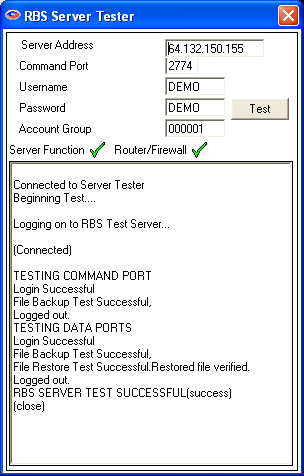 RBS Server Tester
Server Address 64.132.150.155
Command Port 2774
Username DEMO
Password DEMO Test
Account Group 000001
Server Function Router/Firewall
Connected to Server Tester
Beginning Test....
Logging on to RBS Test Server...
(Connected)
TESTING COMMAND PORT
Login Successful
File Backup Test Successful,
Logged out.
TESTING DATA PORTS
Login Successful
File Backup Test Successful,
File Restore Test Successful.Restored file verified.
Logged out.
RBS SERVER TEST SUCCESSFUL(success)
(close)